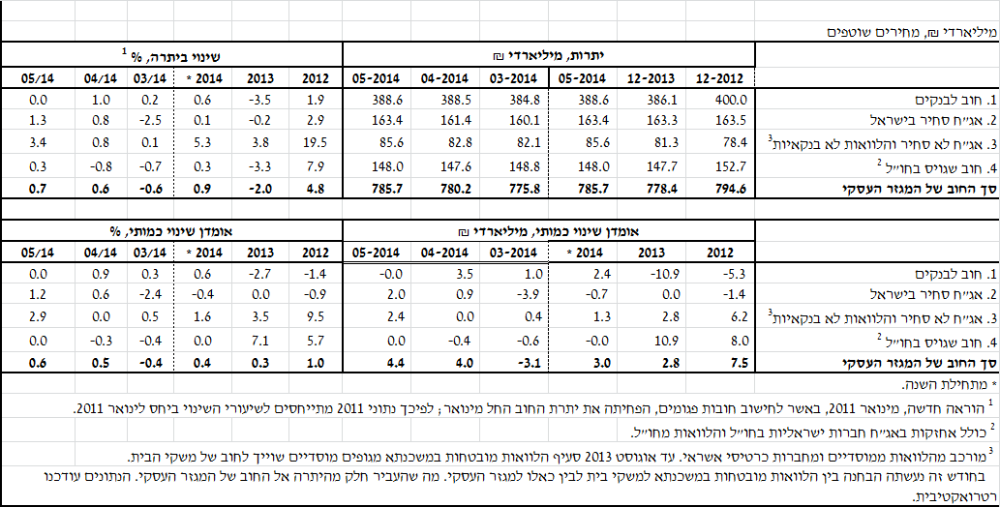 מיליארדי ₪, מחירים שוטפים
יתרות, מיליארדי ₪ שינוי ביתרה, % 1
12-2012 12-2013 05-2014 03-2014 04-2014 05-2014 2012 2013 2014 * 03/14 04/14 05/14
1. חוב לבנקים 400.0 386.1 388.6 384.8 388.5 388.6 1.9 -3.5 0.6 0.2 1.0 0.0
2. אג״ח סחיר בישראל 163.5 163.3 163.4 160.1 161.4 163.4 2.9 -0.2 0.1 -2.5 0.8 1.3
3. אג״ח לא סחיר והלוואות לא בנקאיות3 78.4 81.3 85.6 82.1 82.8 85.6 19.5 3.8 5.3 0.1 0.8 3.4
4. חוב שגויס בחו״ל 2 152.7 147.7 148.0 148.8 147.6 148.0 7.9 -3.3 0.3 -0.7 -0.8 0.3
סך החוב של המגזר העסקי 794.6 778.4 785.7 775.8 780.2 785.7 4.8 -2.0 0.9 -0.6 0.6 0.7
אומדן שינוי כמותי, מיליארדי ₪ אומדן שינוי כמותי, %
2012 2013 2014 * 03-2014 04-2014 05-2014 2012 2013 2014 * 03/14 04/14 05/14
1. חוב לבנקים -5.3 -10.9 2.4 1.0 3.5 -0.0 -1.4 -2.7 0.6 0.3 0.9 0.0
2. אג״ח סחיר בישראל -1.4 0.0 -0.7 -3.9 0.9 2.0 -0.9 0.0 -0.4 -2.4 0.6 1.2
3. אג״ח לא סחיר והלוואות לא בנקאיות3 6.2 2.8 1.3 0.4 0.0 2.4 9.5 3.5 1.6 0.5 0.0 2.9
4. חוב שגויס בחו״ל 2 8.0 10.9 -0.0 -0.6 -0.4 0.0 5.7 7.1 0.0 -0.4 -0.3 0.0
סך החוב של המגזר העסקי 7.5 2.8 3.0 -3.1 4.0 4.4 1.0 0.3 0.4 -0.4 0.5 0.6
* מתחילת השנה.
1 הוראה חדשה, מינואר 2011, באשר לחישוב חובות פגומים, הפחיתה את יתרת החוב החל מינואר; לפיכך נתוני 2011 מתייחסים לשיעורי השינוי ביחס לינואר 2011.
2 כולל אחזקות באג״ח חברות ישראליות בחו״ל והלוואות מחו״ל.
3 מורכב מהלוואות ממוסדיים ומחברות כרטיסי אשראי. עד אוגוסט 2013 סעיף הלוואות מובטחות במשכנתא מגופים מוסדיים שוייך לחוב של משקי הבית.
בחודש זה נעשתה הבחנה בין הלוואות מובטחות במשכנתא למשקי בית לבין כאלו למגזר העסקי. מה שהעביר חלק מהיתרה אל החוב של המגזר העסקי. הנתונים עודכנו
רטרואקטיבית.